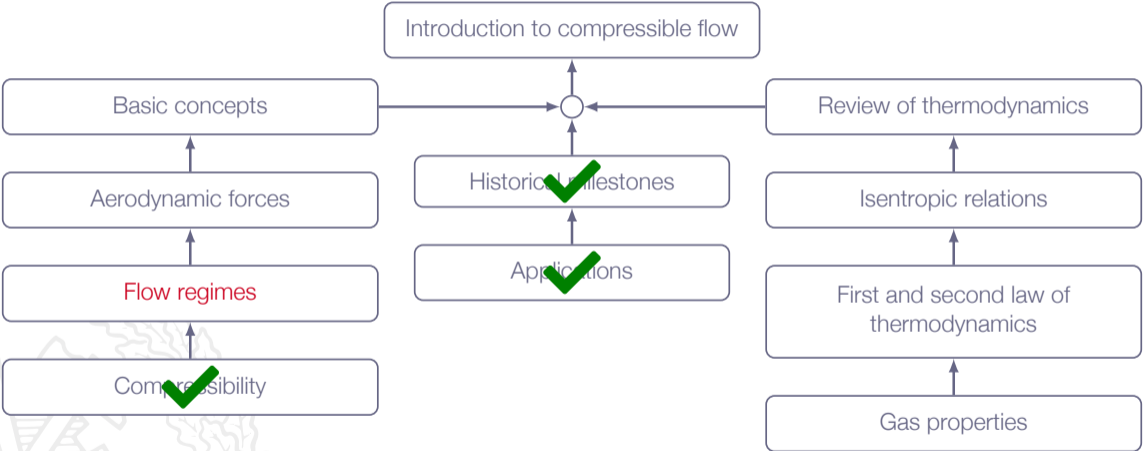 Introduction to compressible flow
Basic concepts
Review of thermodynamics
Historical milestones
Aerodynamic forces
Isentropic relations
Applications
Flow regimes
First and second law of
thermodynamics
Compressibility
Gas properties